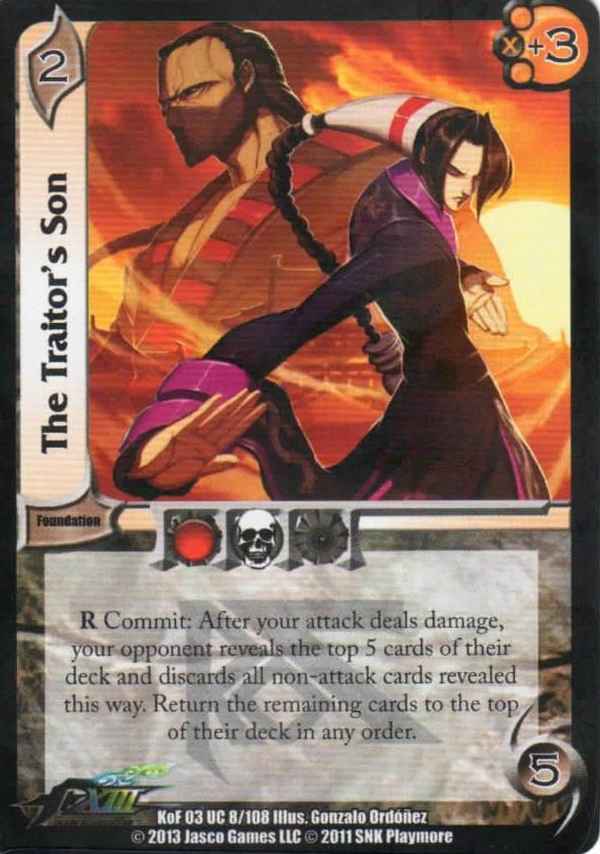 2
X+3
The Traitor's Son
Foundation
R Commit: After your attack deals damage,
your opponent reveals the top 5 cards of their
deck and discards all non-attack cards revealed
this way. Return the remaining cards to the top
of their deck in any order.
5
XIII
KoF 03 UC 8/108 Illus. Gonzalo Ordóñez
© 2013 Jasco Games LLC © 2011 SNK Playmore